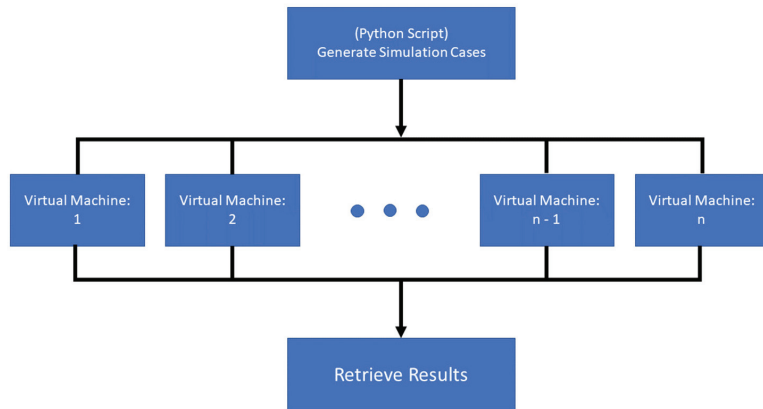 (Python Script)
Generate Simulation Cases
Virtual Machine:
1
Virtual Machine:
2
Virtual Machine:
n - 1
Virtual Machine:
n
Retrieve Results